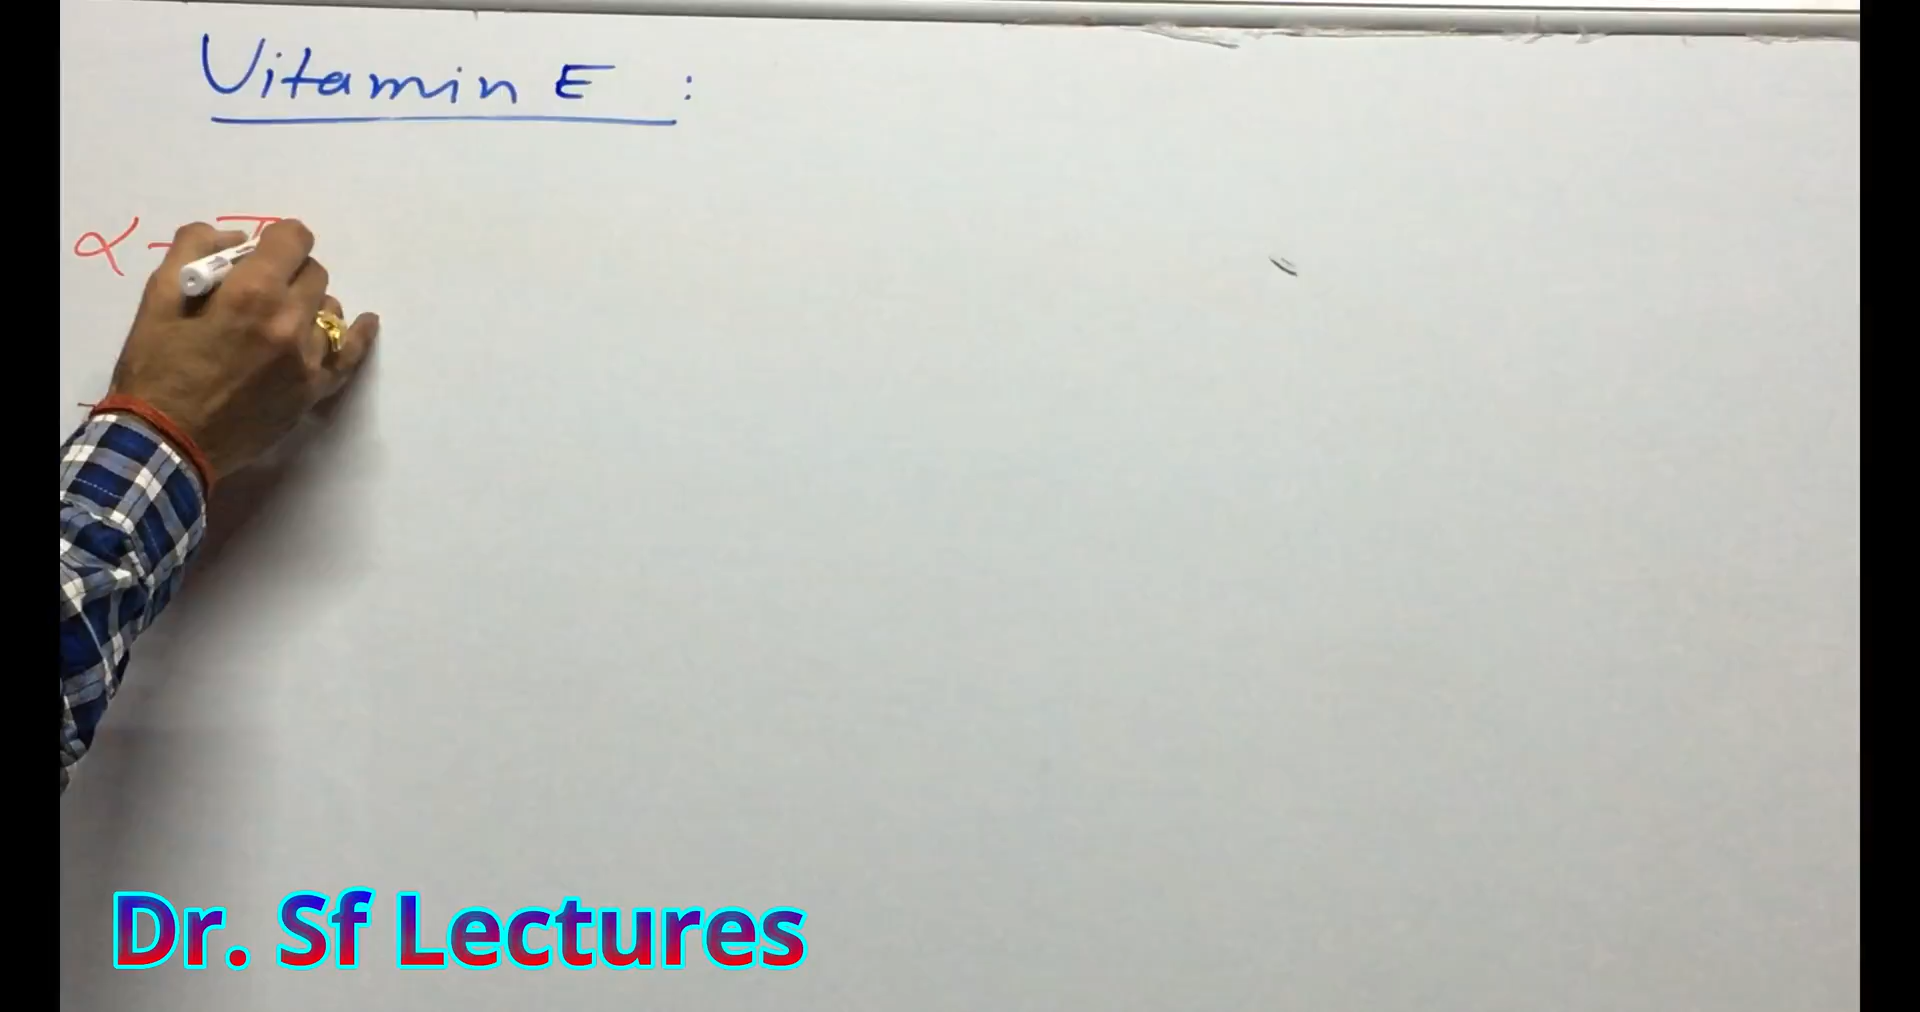 Vitamin E :
α - T
Dr. Sf Lectures